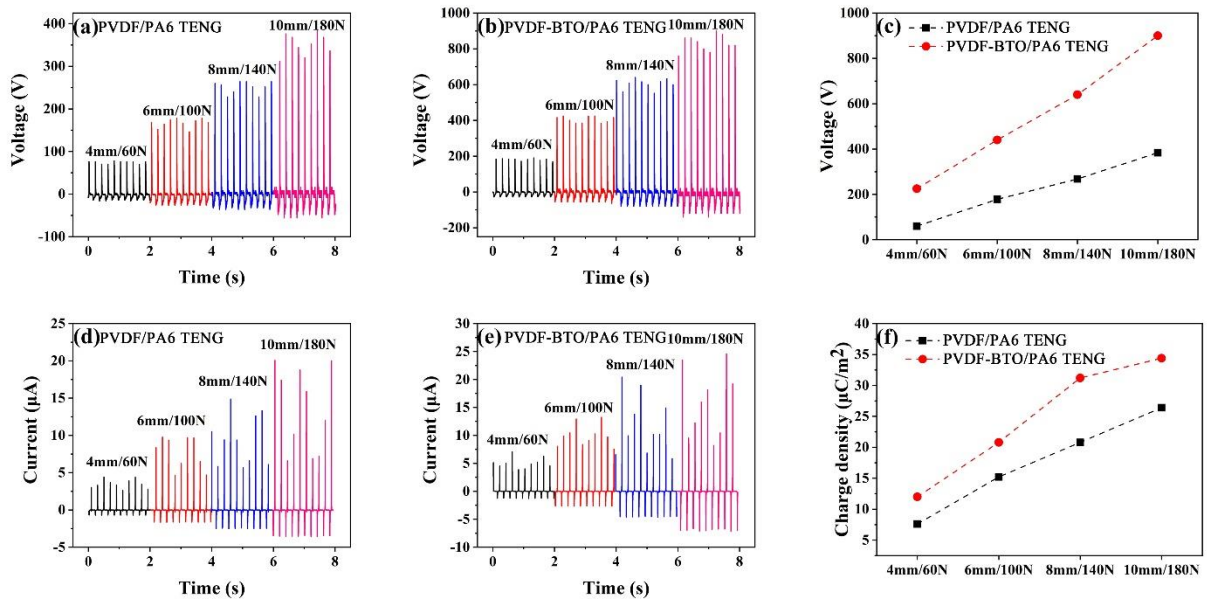 (a) PVDF/PA6 TENG
400
300
200
100
0
-100
Voltage (V)
4mm/60N
6mm/100N
8mm/140N
10mm/180N
0 2 4 6 8
Time (s)
(b) PVDF-BTO/PA6 TENG
1000
800
600
400
200
0
-200
Voltage (V)
4mm/60N
6mm/100N
8mm/140N
10mm/180N
0 2 4 6 8
Time (s)
(c)
PVDF/PA6 TENG
PVDF-BTO/PA6 TENG
1000
800
600
400
200
0
Voltage (V)
4mm/60N 6mm/100N 8mm/140N 10mm/180N
(d) PVDF/PA6 TENG
25
20
15
10
5
0
-5
Current (μA)
4mm/60N
6mm/100N
8mm/140N
10mm/180N
0 2 4 6 8
Time (s)
(e) PVDF-BTO/PA6 TENG
30
25
20
15
10
5
0
-5
-10
Current (μA)
4mm/60N
6mm/100N
8mm/140N
10mm/180N
0 2 4 6 8
Time (s)
(f)
PVDF/PA6 TENG
PVDF-BTO/PA6 TENG
40
35
30
25
20
15
10
5
Charge density (μC/m²)
4mm/60N 6mm/100N 8mm/140N 10mm/180N